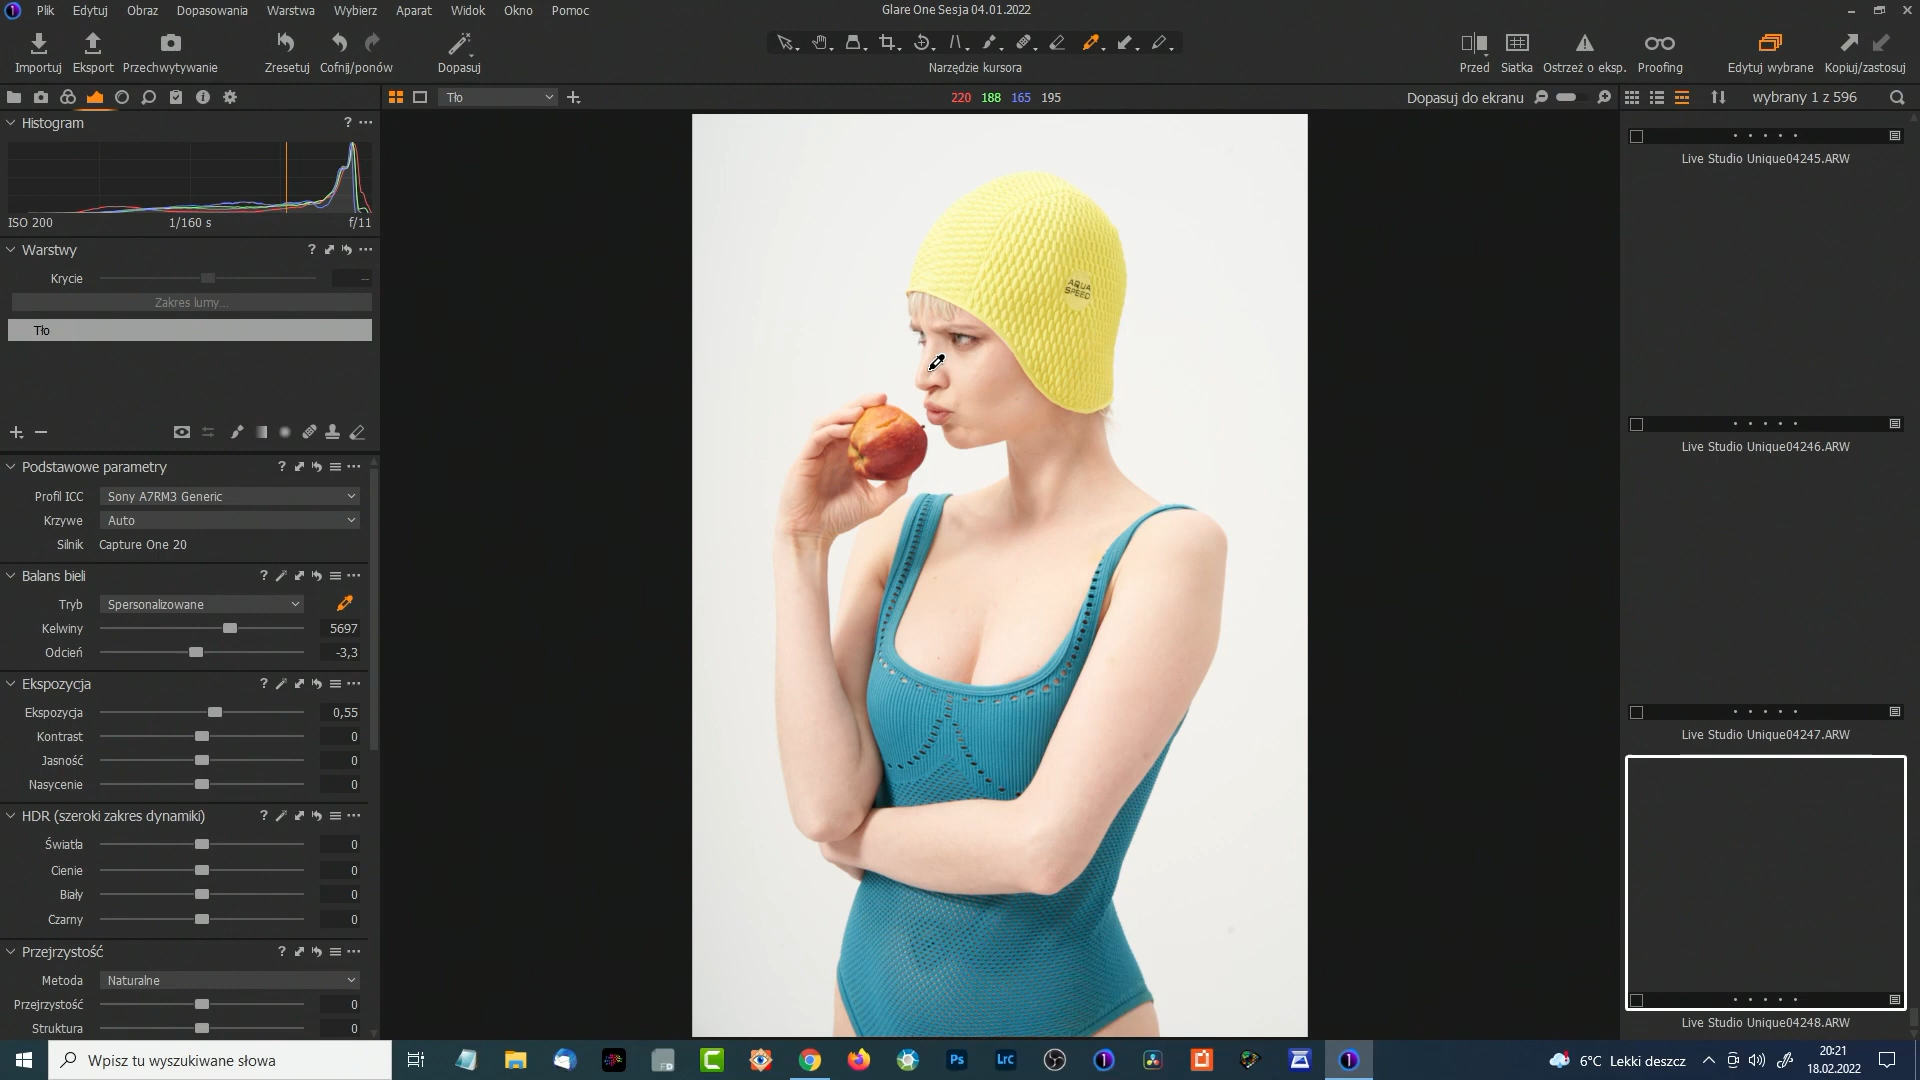 Plik Edytuj Obraz Dopasowania Warstwa Wybierz Aparat Widok Okno Pomoc
Glare One Sesja 04.01.2022
Importuj Eksport Przechwytywanie Zresetuj Cofnij/ponów Dopasuj
Narzędzie kursora
Przed Siatka Ostrzeż o eksp. Proofing Edytuj wybrane Kopiuj/zastosuj
Tło
220 188 165 195
Dopasuj do ekranu
wybrany 1 z 596
Histogram
ISO 200 1/160 s f/11
Warstwy
Krycie --
Zakres lumy...
Tło
Podstawowe parametry
Profil ICC Sony A7RM3 Generic
Krzywe Auto
Silnik Capture One 20
Balans bieli
Tryb Spersonalizowane
Kelwiny 5697
Odcień -3,3
Ekspozycja
Ekspozycja 0,55
Kontrast 0
Jasność 0
Nasycenie 0
HDR (szeroki zakres dynamiki)
Światła 0
Cienie 0
Biały 0
Czarny 0
Przejrzystość
Metoda Naturalne
Przejrzystość 0
Struktura 0
AQUA
SPEED
Live Studio Unique04245.ARW
Live Studio Unique04246.ARW
Live Studio Unique04247.ARW
Live Studio Unique04248.ARW
Wpisz tu wyszukiwane słowa
FD
C
Ps
Lrc
6°C Lekki deszcz
20:21
18.02.2022